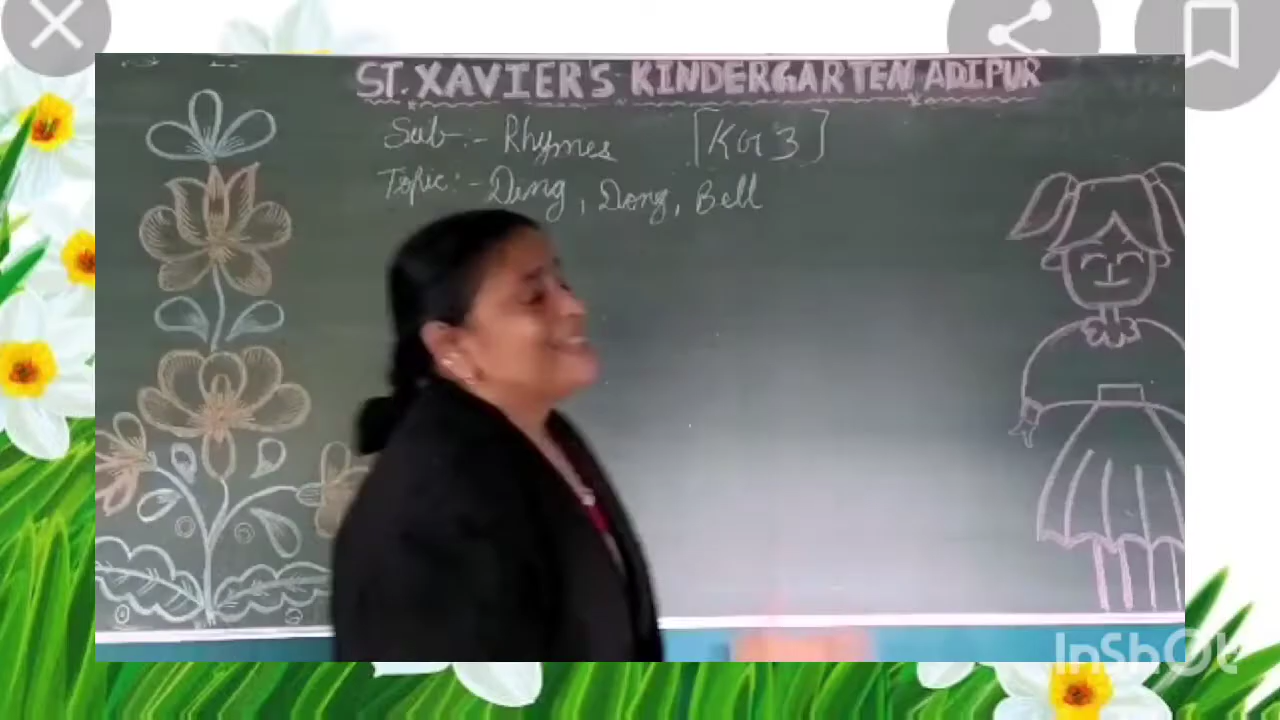 ST. XAVIER'S KINDERGARTEN, ADIPUR
Sub:- Rhymes [KG 3]
Topic:- Ding, Dong, Bell
InShot